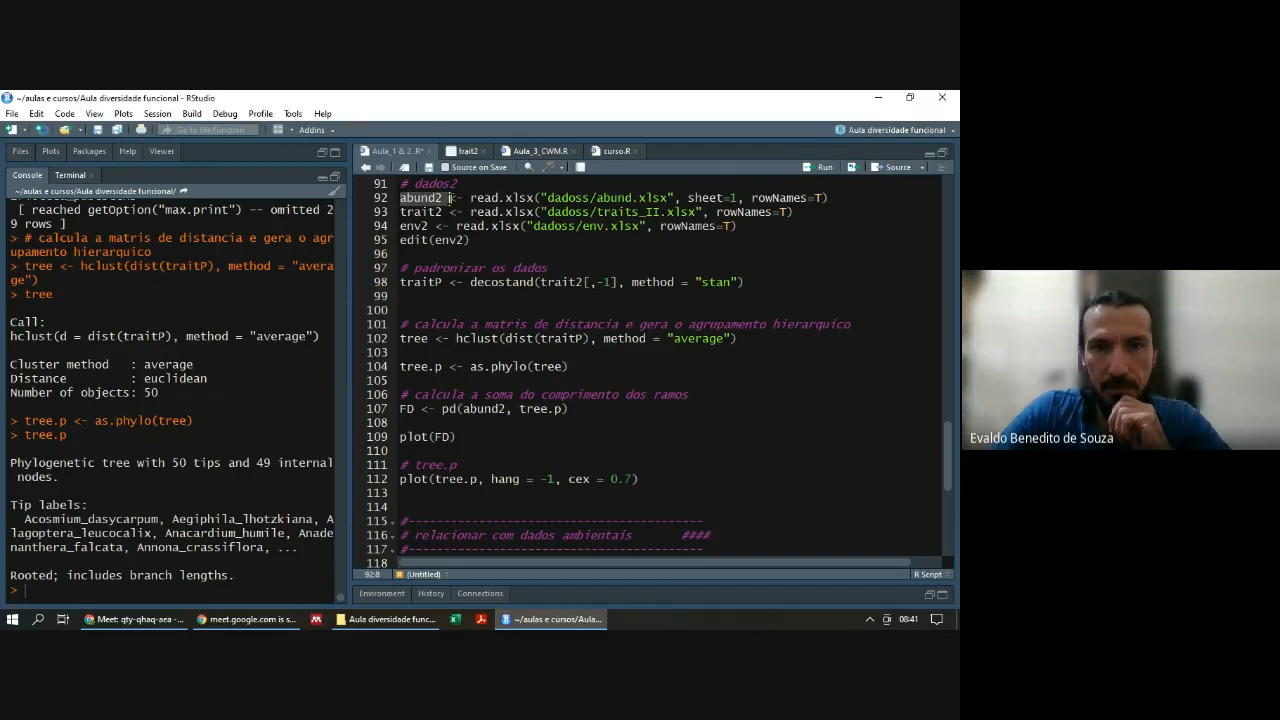 ~/aulas e cursos/Aula diversidade funcional - RStudio
File Edit Code View Plots Session Build Debug Profile Tools Help
Go to file/function
Addins
Aula diversidade funcional
Files Plots Packages Help Viewer
Console Terminal
~/aulas e cursos/Aula diversidade funcional/
[ reached getOption("max.print") -- omitted 2
9 rows ]
> # calcula a matris de distancia e gera o agr
upamento hierarquico
> tree <- hclust(dist(traitP), method = "avera
ge")
> tree
Call:
hclust(d = dist(traitP), method = "average")
Cluster method   : average
Distance         : euclidean
Number of objects: 50
> tree.p <- as.phylo(tree)
> tree.p
Phylogenetic tree with 50 tips and 49 internal
nodes.
Tip labels:
Acosmium_dasycarpum, Aegiphila_lhotzkiana, A
lagoptera_leucocalix, Anacardium_humile, Anade
nanthera_falcata, Annona_crassiflora, ...
Rooted; includes branch lengths.
>
Aula_1 & 2 .R* trait2 Aula_3_CWM.R curso.R
Source on Save Run Source
91 # dados2
92 abund2 <- read.xlsx("dadoss/abund.xlsx", sheet=1, rowNames=T)
93 trait2 <- read.xlsx("dadoss/traits_II.xlsx", rowNames=T)
94 env2 <- read.xlsx("dadoss/env.xlsx", rowNames=T)
95 edit(env2)
96
97 # padronizar os dados
98 traitP <- decostand(trait2[,-1], method = "stan")
99
100
101 # calcula a matris de distancia e gera o agrupamento hierarquico
102 tree <- hclust(dist(traitP), method = "average")
103
104 tree.p <- as.phylo(tree)
105
106 # calcula a soma do comprimento dos ramos
107 FD <- pd(abund2, tree.p)
108
109 plot(FD)
110
111 # tree.p
112 plot(tree.p, hang = -1, cex = 0.7)
113
114
115 #-----------------------------------------
116 # relacionar com dados ambientais       ####
117 #-----------------------------------------
118
92:8 (Untitled) R Script
Environment History Connections
Meet: qty-qhaq-aea -... meet.google.com is s... Aula diversidade func... ~/aulas e cursos/Aula... 08:41
Evaldo Benedito de Souza